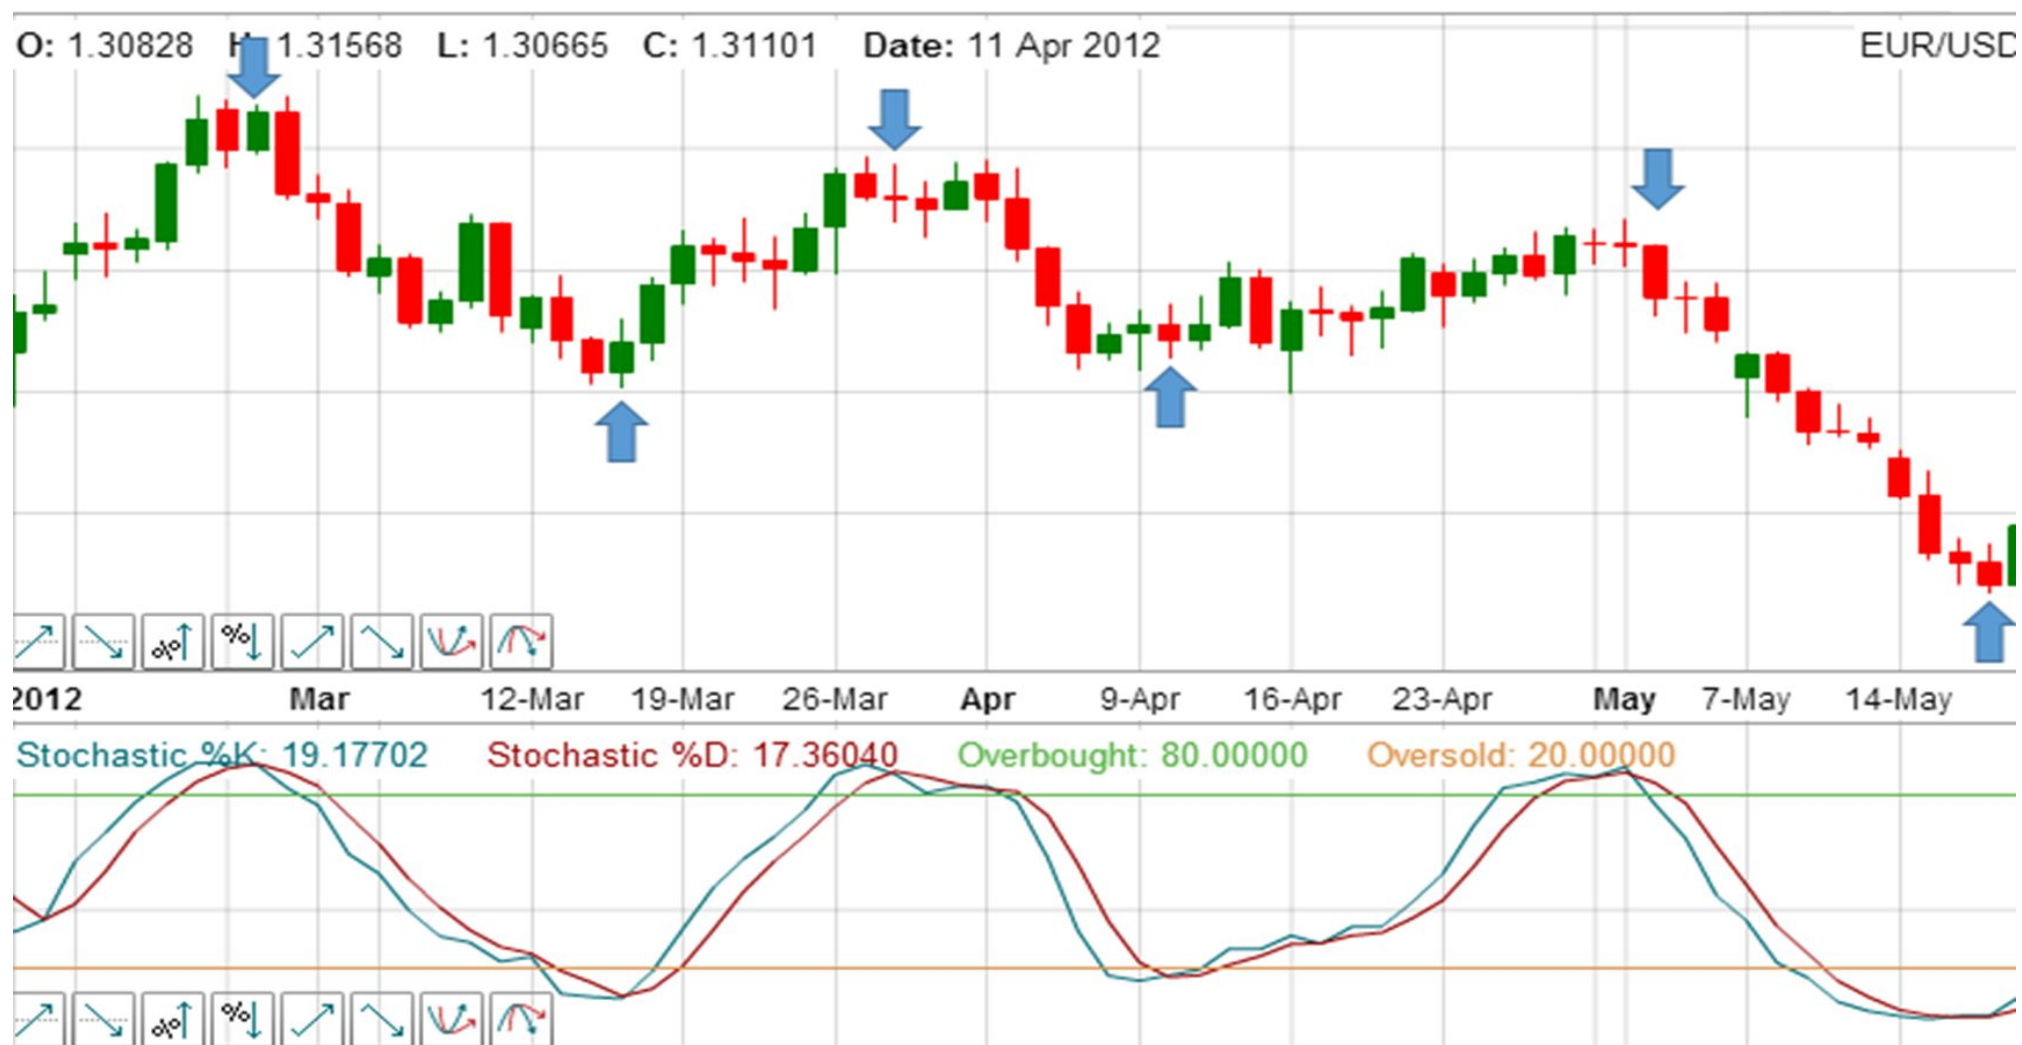 O: 1.30828 H: 1.31568 L: 1.30665 C: 1.31101 Date: 11 Apr 2012 EUR/USD
%
%
2012 Mar 12-Mar 19-Mar 26-Mar Apr 9-Apr 16-Apr 23-Apr May 7-May 14-May
Stochastic %K: 19.17702 Stochastic %D: 17.36040 Overbought: 80.00000 Oversold: 20.00000
%
%